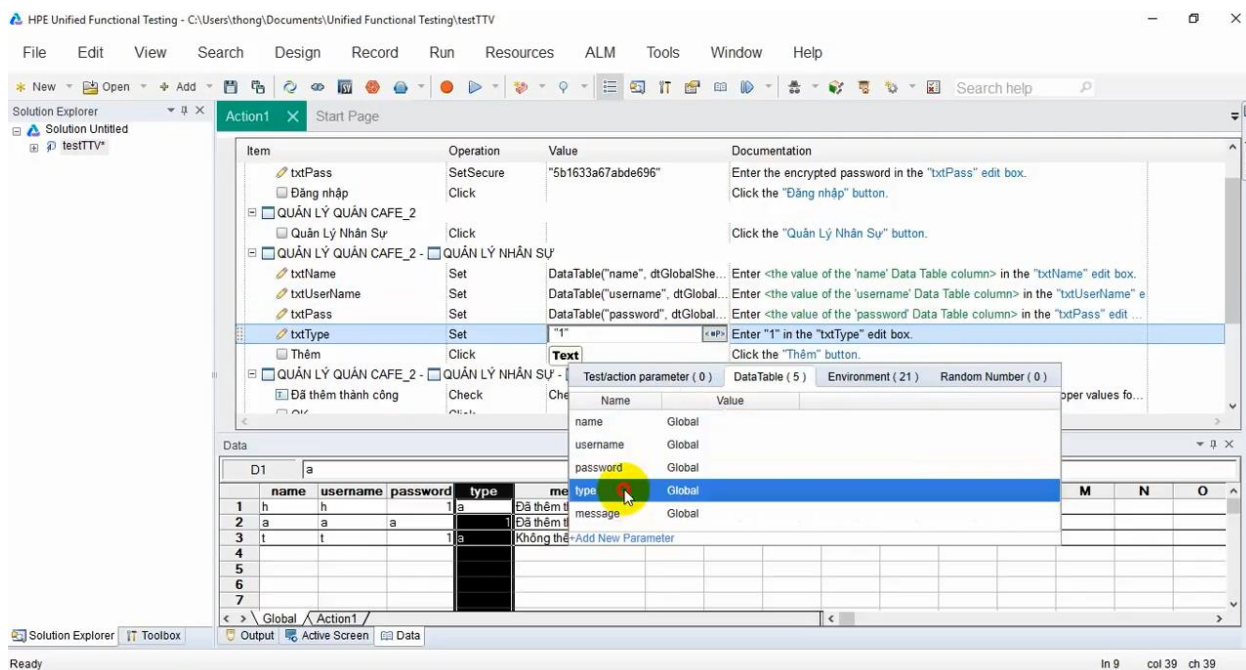 HPE Unified Functional Testing - C:\Users\thong\Documents\Unified Functional Testing\testTTV
File Edit View Search Design Record Run Resources ALM Tools Window Help
New Open Add Search help
Solution Explorer
Solution Untitled
testTTV*
Action1 Start Page
Item Operation Value Documentation
txtPass SetSecure "5b1633a67abde696" Enter the encrypted password in the "txtPass" edit box.
Đăng nhập Click Click the "Đăng nhập" button.
QUẢN LÝ QUÁN CAFE_2
Quản Lý Nhân Sự Click Click the "Quản Lý Nhân Sự" button.
QUẢN LÝ QUÁN CAFE_2 - QUẢN LÝ NHÂN SỰ
txtName Set DataTable("name", dtGlobalShe... Enter <the value of the 'name' Data Table column> in the "txtName" edit box.
txtUserName Set DataTable("username", dtGlobal... Enter <the value of the 'username' Data Table column> in the "txtUserName" e
txtPass Set DataTable("password", dtGlobal... Enter <the value of the 'password' Data Table column> in the "txtPass" edit ...
txtType Set "1" Enter "1" in the "txtType" edit box.
Thêm Click Text Click the "Thêm" button.
QUẢN LÝ QUÁN CAFE_2 - QUẢN LÝ NHÂN SỰ -
Đã thêm thành công Check Che oper values fo...
Test/action parameter ( 0 ) DataTable ( 5 ) Environment ( 21 ) Random Number ( 0 )
Name Value
name Global
username Global
password Global
type Global
message Global
+Add New Parameter
Data
D1 a
name username password type me M N O
1 h h 1 a Đã thêm t
2 a a a 1 Đã thêm t
3 t t 1 a Không thê
4
5
6
7
Global Action1
Solution Explorer Toolbox Output Active Screen Data
Ready ln 9 col 39 ch 39